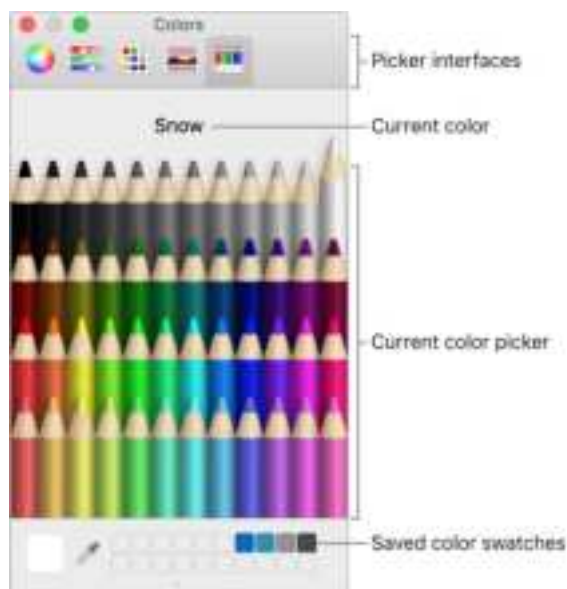 Colors
Picker interfaces
Snow
Current color
Current color picker
Saved color swatches